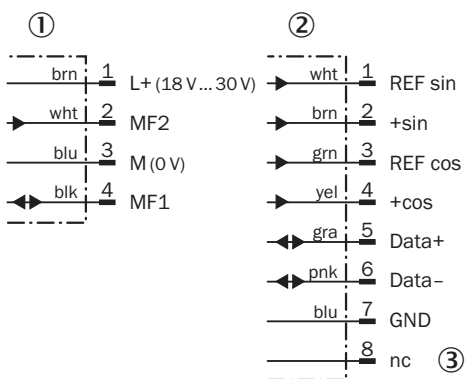 ① ②
brn 1 L+ (18 V... 30 V)
wht 2 MF2
blu 3 M (0 V)
blk 4 MF1
wht 1 REF sin
brn 2 +sin
grn 3 REF cos
yel 4 +cos
gra 5 Data+
pnk 6 Data–
blu 7 GND
8 nc ③